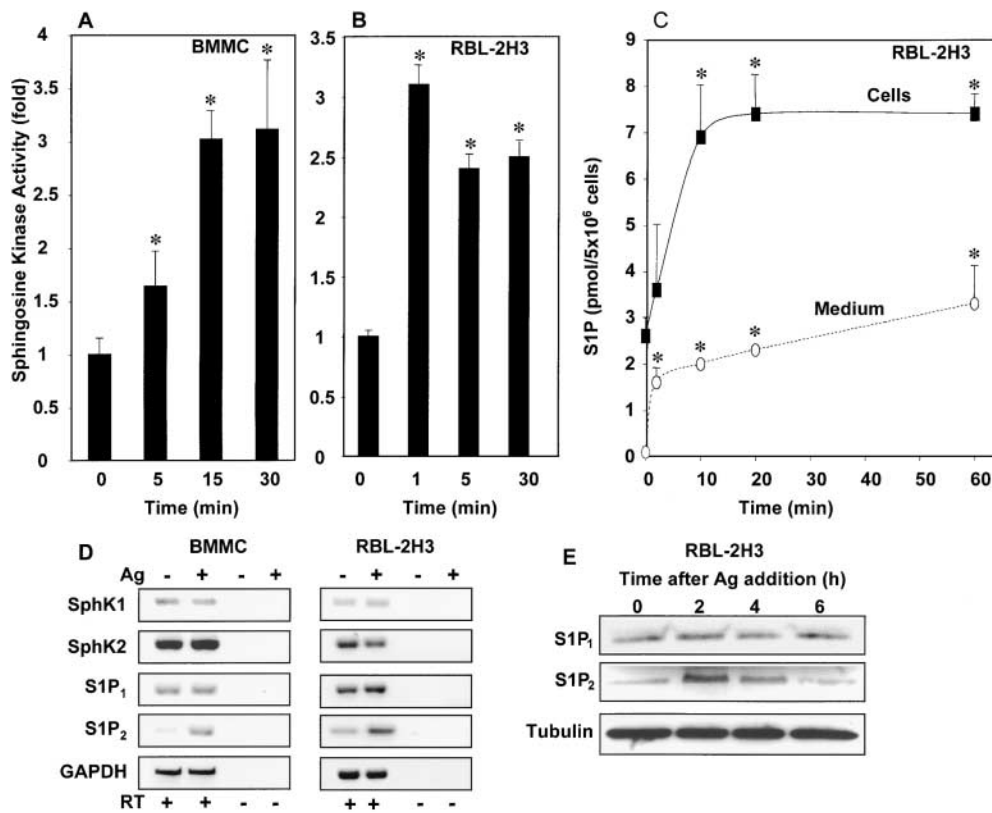 A
BMMC
Sphingosine Kinase Activity (fold)
4
3.5
3
2.5
2
1.5
1
0.5
0
* * *
0 5 15 30
Time (min)
B
RBL-2H3
3.5
3
2.5
2
1.5
1
0.5
0
* * *
0 1 5 30
Time (min)
C
RBL-2H3
S1P (pmol/5x10⁶ cells)
9
8
7
6
5
4
3
2
1
0
* * *
Cells
Medium
* * * *
0 10 20 30 40 50 60
Time (min)
D
BMMC RBL-2H3
Ag - + - + - + - +
SphK1
SphK2
S1P₁
S1P₂
GAPDH
RT + + - - + + - -
E
RBL-2H3
Time after Ag addition (h)
0 2 4 6
S1P₁
S1P₂
Tubulin